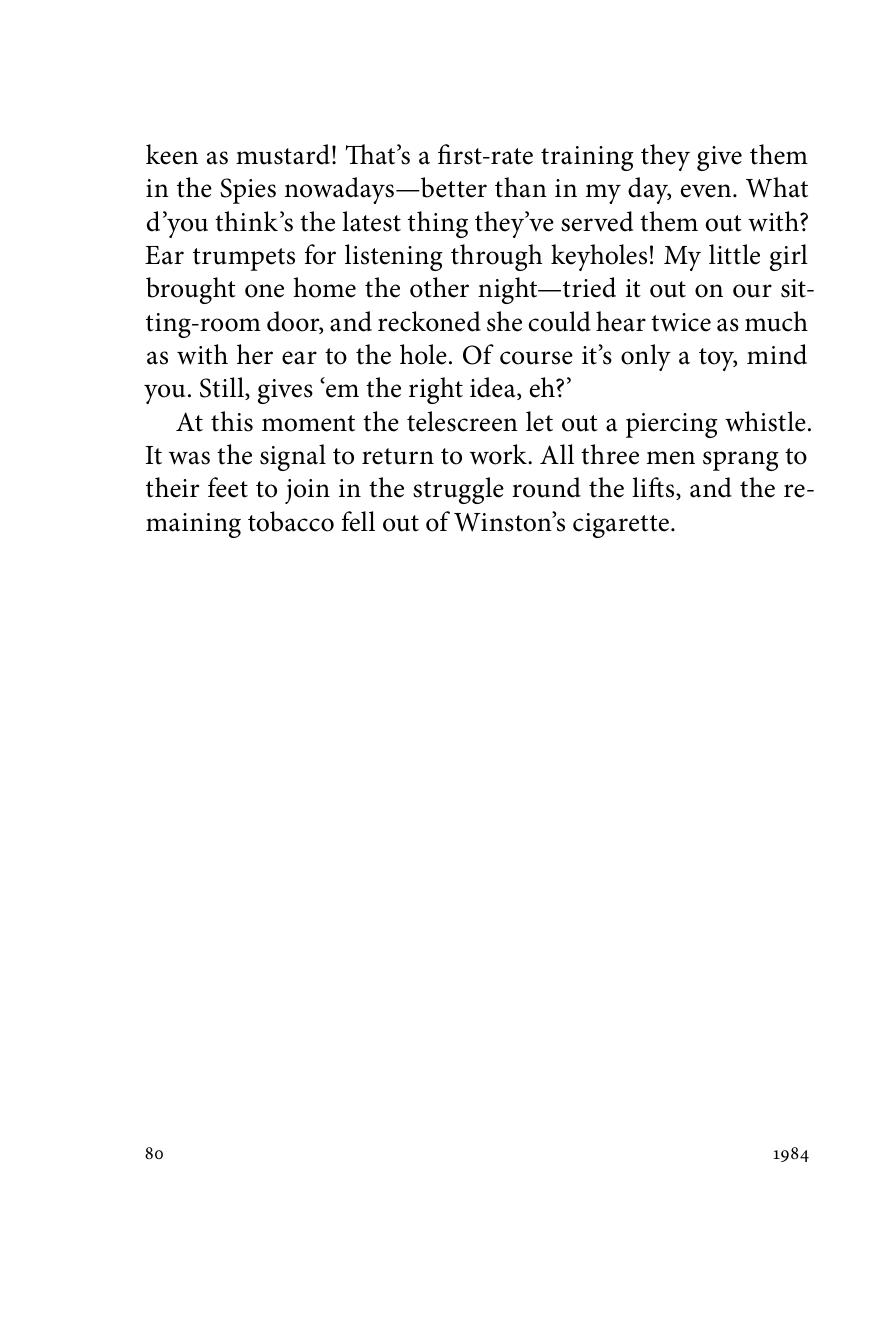 keen as mustard! That’s a first-rate training they give them
in the Spies nowadays—better than in my day, even. What
d’you think’s the latest thing they’ve served them out with?
Ear trumpets for listening through keyholes! My little girl
brought one home the other night—tried it out on our sit-
ting-room door, and reckoned she could hear twice as much
as with her ear to the hole. Of course it’s only a toy, mind
you. Still, gives ‘em the right idea, eh?’
At this moment the telescreen let out a piercing whistle.
It was the signal to return to work. All three men sprang to
their feet to join in the struggle round the lifts, and the re-
maining tobacco fell out of Winston’s cigarette.
80 1984